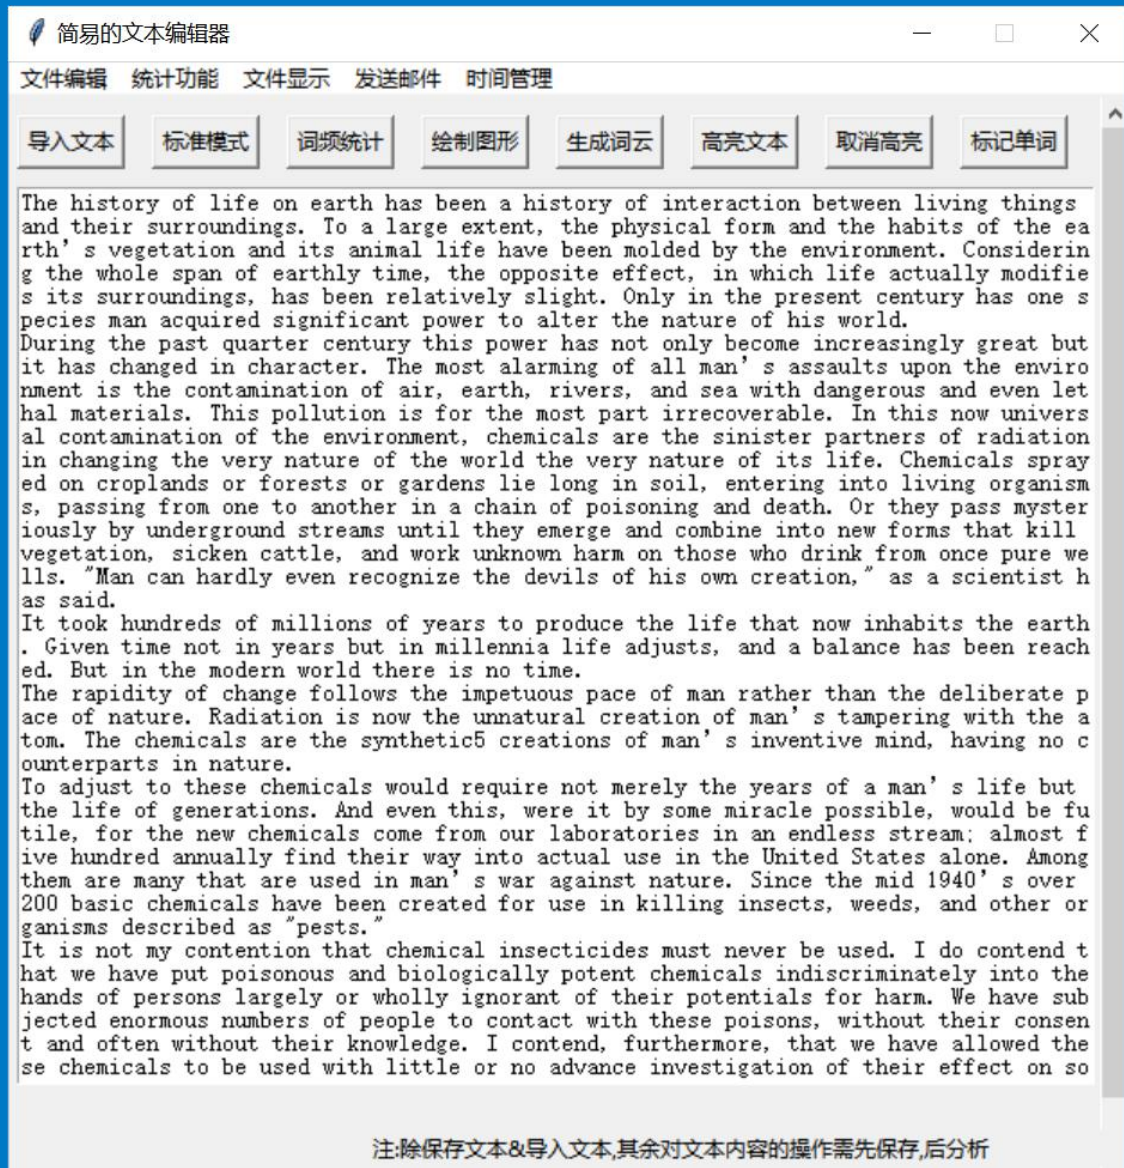 简易的文本编辑器
文件编辑 统计功能 文件显示 发送邮件 时间管理
导入文本 标准模式 词频统计 绘制图形 生成词云 高亮文本 取消高亮 标记单词
The history of life on earth has been a history of interaction between living things
and their surroundings. To a large extent, the physical form and the habits of the ea
rth’s vegetation and its animal life have been molded by the environment. Considerin
g the whole span of earthly time, the opposite effect, in which life actually modifie
s its surroundings, has been relatively slight. Only in the present century has one s
pecies man acquired significant power to alter the nature of his world.
During the past quarter century this power has not only become increasingly great but
it has changed in character. The most alarming of all man’s assaults upon the enviro
nment is the contamination of air, earth, rivers, and sea with dangerous and even let
hal materials. This pollution is for the most part irrecoverable. In this now univers
al contamination of the environment, chemicals are the sinister partners of radiation
in changing the very nature of the world the very nature of its life. Chemicals spray
ed on croplands or forests or gardens lie long in soil, entering into living organism
s, passing from one to another in a chain of poisoning and death. Or they pass myster
iously by underground streams until they emerge and combine into new forms that kill
vegetation, sicken cattle, and work unknown harm on those who drink from once pure we
lls. "Man can hardly even recognize the devils of his own creation," as a scientist h
as said.
It took hundreds of millions of years to produce the life that now inhabits the earth
. Given time not in years but in millennia life adjusts, and a balance has been reach
ed. But in the modern world there is no time.
The rapidity of change follows the impetuous pace of man rather than the deliberate p
ace of nature. Radiation is now the unnatural creation of man’s tampering with the a
tom. The chemicals are the synthetic5 creations of man’s inventive mind, having no c
ounterparts in nature.
To adjust to these chemicals would require not merely the years of a man’s life but
the life of generations. And even this, were it by some miracle possible, would be fu
tile, for the new chemicals come from our laboratories in an endless stream; almost f
ive hundred annually find their way into actual use in the United States alone. Among
them are many that are used in man’s war against nature. Since the mid 1940’s over
200 basic chemicals have been created for use in killing insects, weeds, and other or
ganisms described as "pests."
It is not my contention that chemical insecticides must never be used. I do contend t
hat we have put poisonous and biologically potent chemicals indiscriminately into the
hands of persons largely or wholly ignorant of their potentials for harm. We have sub
jected enormous numbers of people to contact with these poisons, without their consen
t and often without their knowledge. I contend, furthermore, that we have allowed the
se chemicals to be used with little or no advance investigation of their effect on so
注:除保存文本&导入文本,其余对文本内容的操作需先保存,后分析